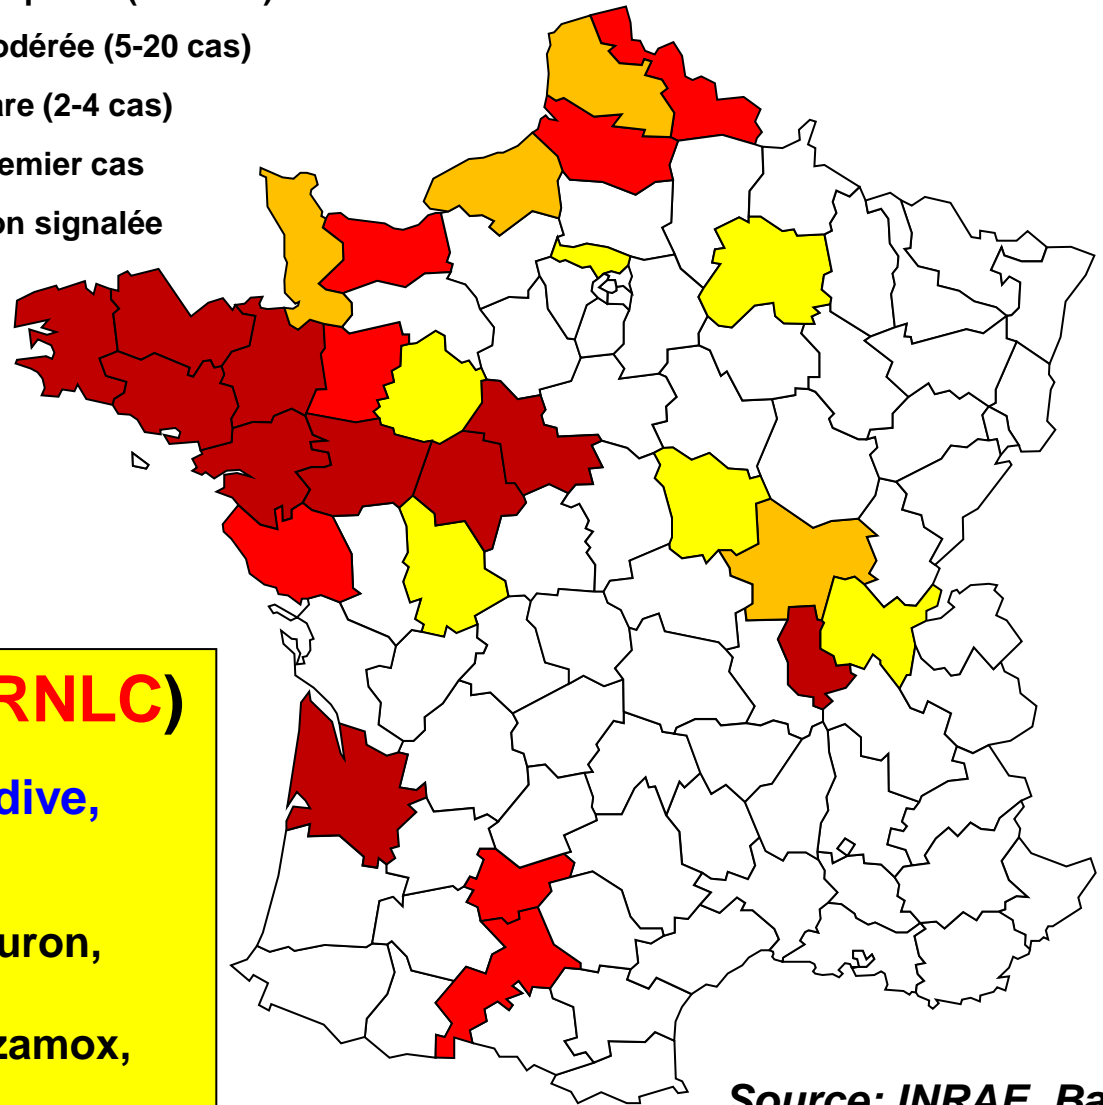 odérée (5-20 cas)
are (2-4 cas)
emier cas
on signalée
RNLC)
dive,
uron,
zamox,
Source: INRAE, Ba